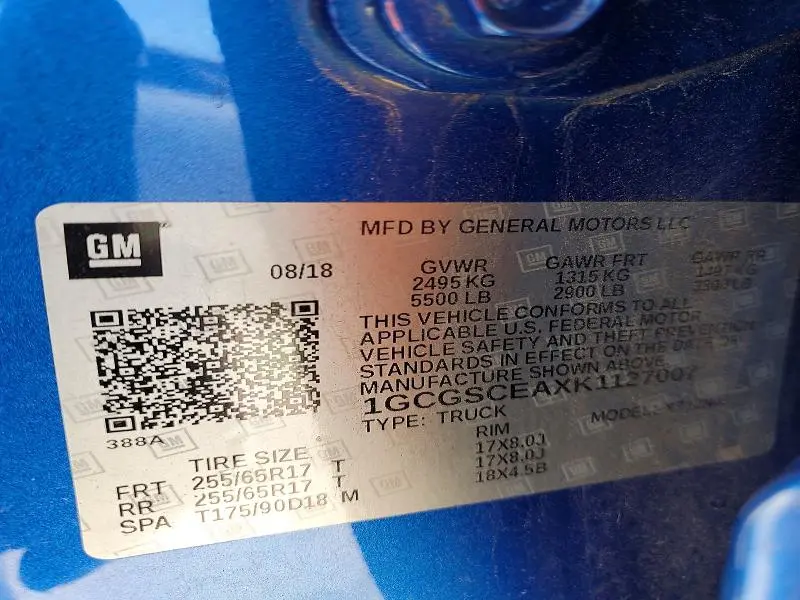 GM
MFD BY GENERAL MOTORS LLC
08/18
GVWR GAWR FRT GAWR RR
2495 KG 1315 KG
5500 LB 2900 LB
THIS VEHICLE CONFORMS TO ALL
APPLICABLE U.S. FEDERAL MOTOR
VEHICLE SAFETY AND THEFT PREVENTION
STANDARDS IN EFFECT ON THE DATE OF
MANUFACTURE SHOWN ABOVE.
1GCGSCEAXK1127007
TYPE: TRUCK MODEL:
388A
TIRE SIZE RIM
FRT 255/65R17 T 17X8.0J
RR 255/65R17 T 17X8.0J
SPA T175/90D18 M 18X4.5B